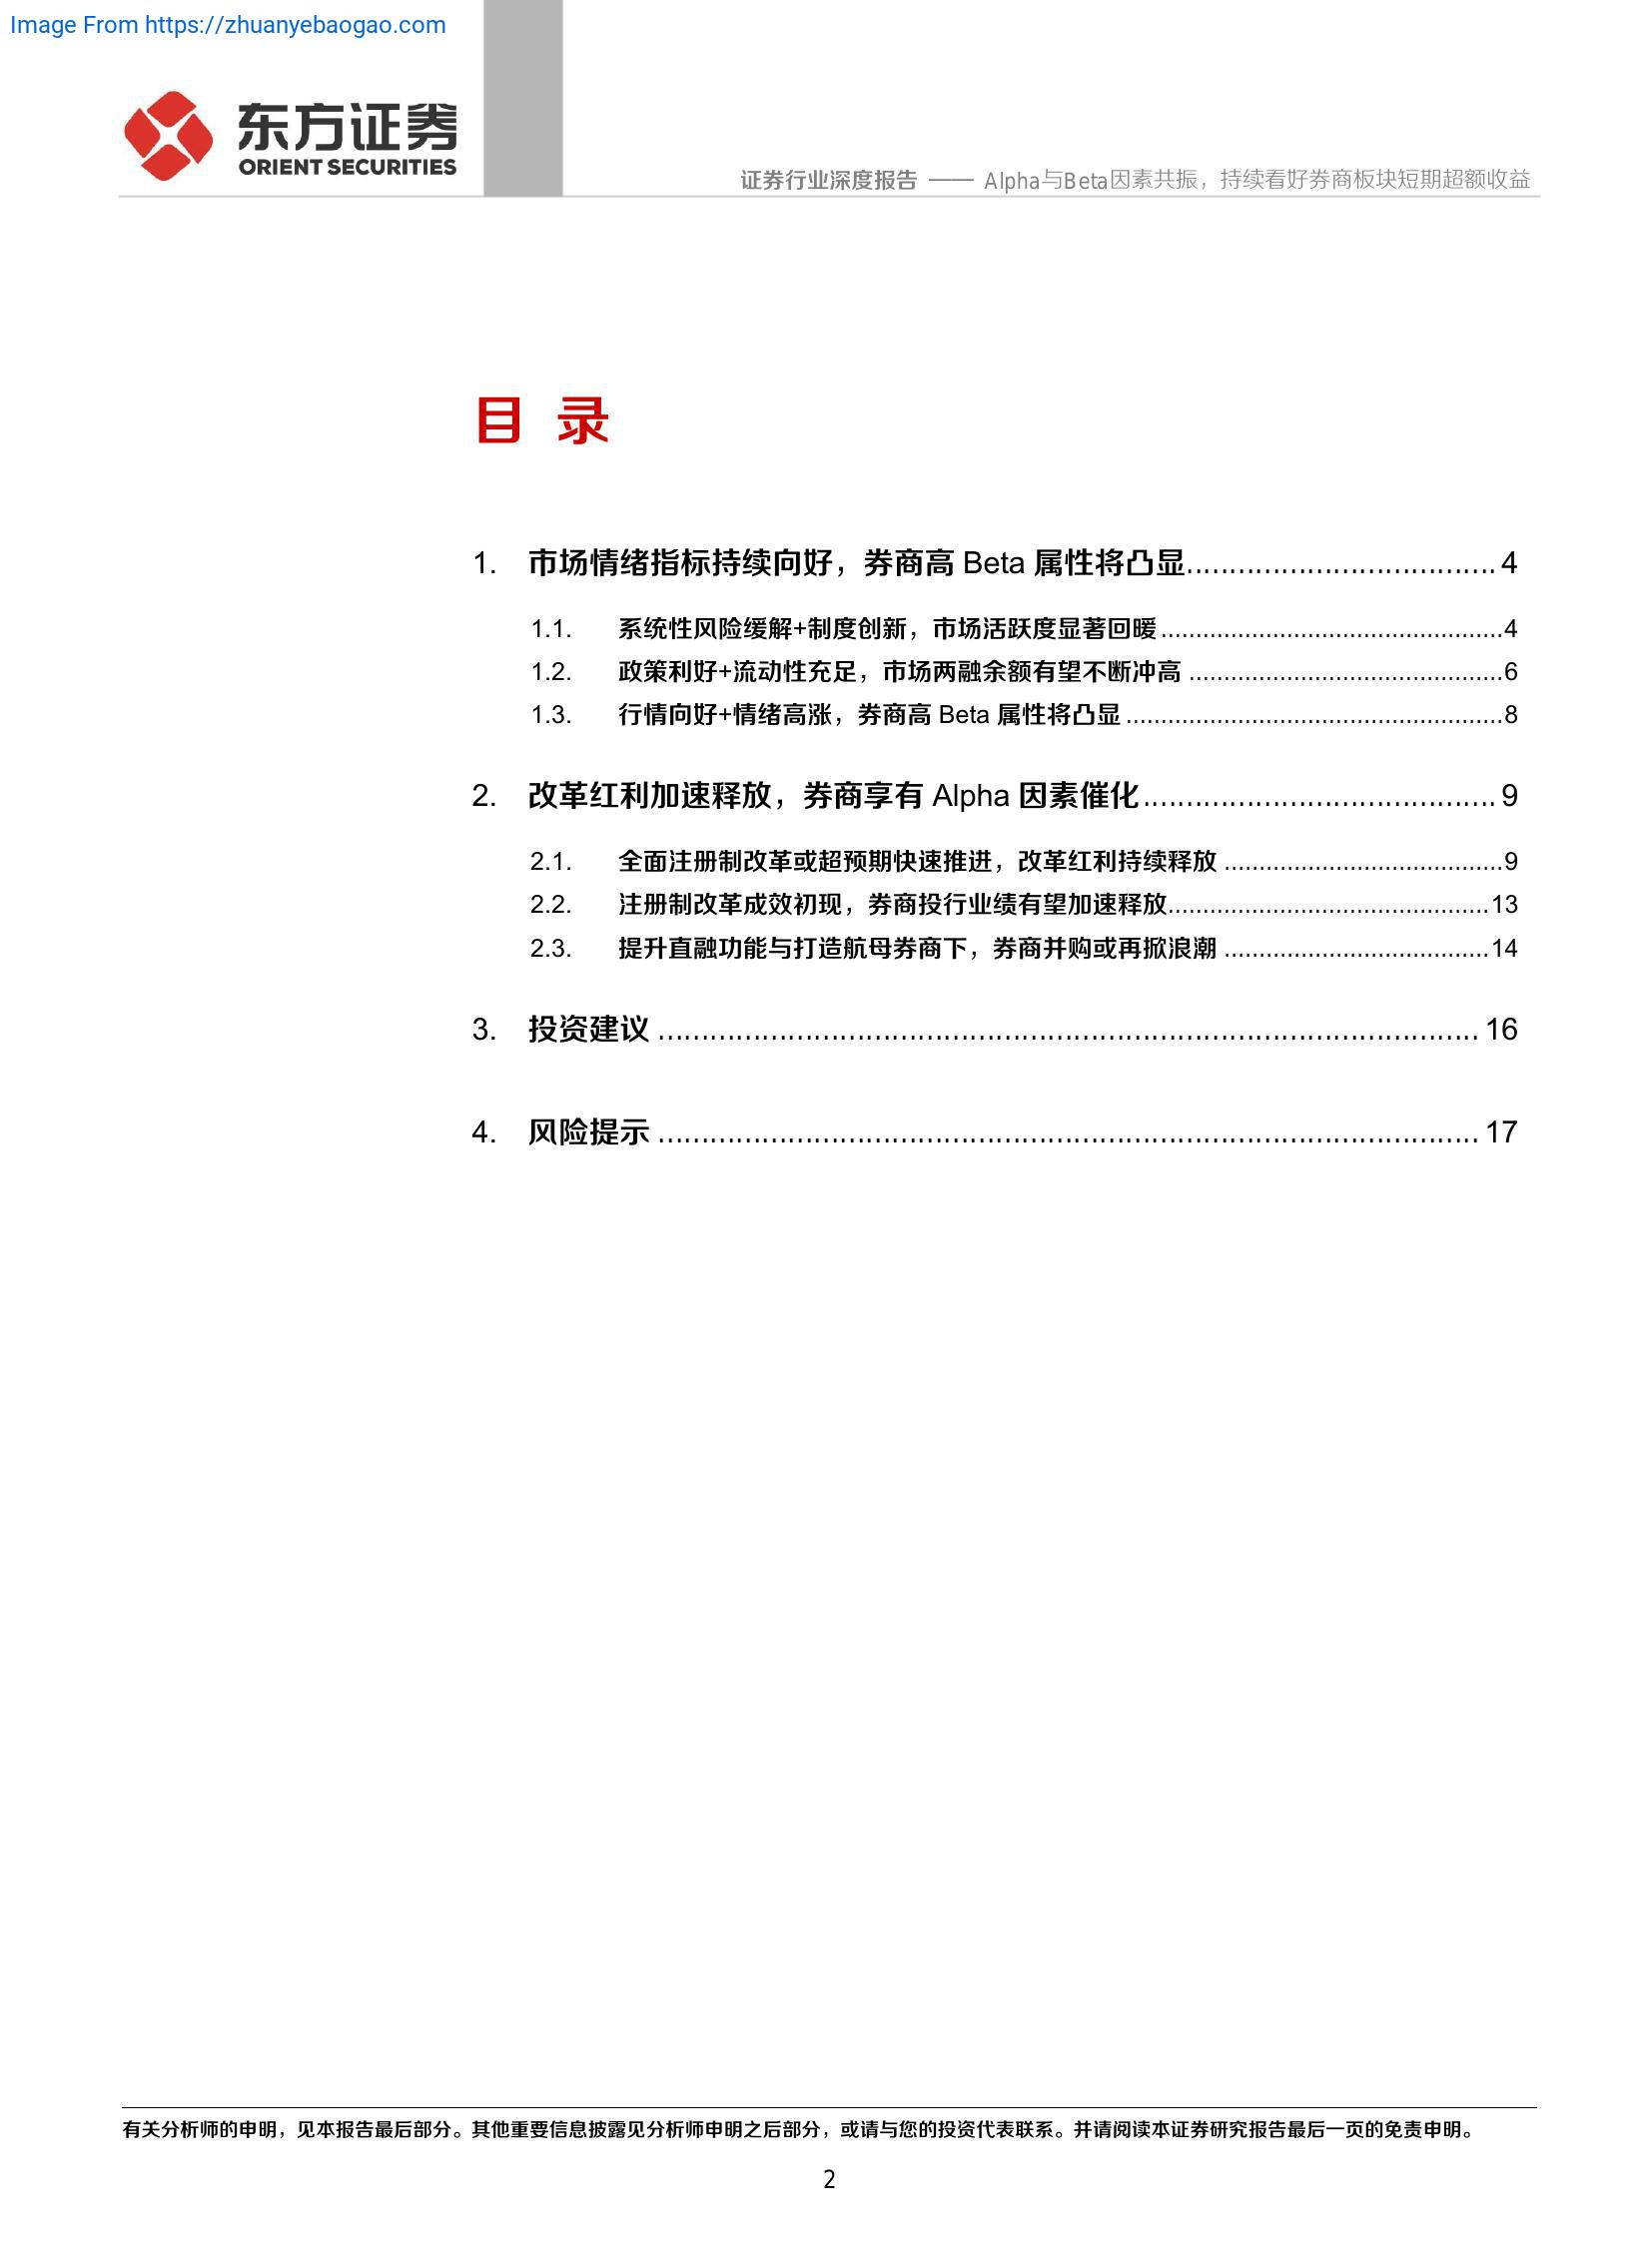 Image From https://zhuanyebaogao.com
东方证券
ORIENT SECURITIES
证券行业深度报告 —— Alpha与Beta因素共振，持续看好券商板块短期超额收益
目 录
1. 市场情绪指标持续向好，券商高 Beta 属性将凸显.................................... 4
1.1. 系统性风险缓解+制度创新，市场活跃度显著回暖.................................................4
1.2. 政策利好+流动性充足，市场两融余额有望不断冲高.............................................6
1.3. 行情向好+情绪高涨，券商高 Beta 属性将凸显......................................................8
2. 改革红利加速释放，券商享有 Alpha 因素催化......................................... 9
2.1. 全面注册制改革或超预期快速推进，改革红利持续释放........................................9
2.2. 注册制改革成效初现，券商投行业绩有望加速释放..............................................13
2.3. 提升直融功能与打造航母券商下，券商并购或再掀浪潮......................................14
3. 投资建议............................................................................................... 16
4. 风险提示............................................................................................... 17
有关分析师的申明，见本报告最后部分。其他重要信息披露见分析师申明之后部分，或请与您的投资代表联系。并请阅读本证券研究报告最后一页的免责申明。
2